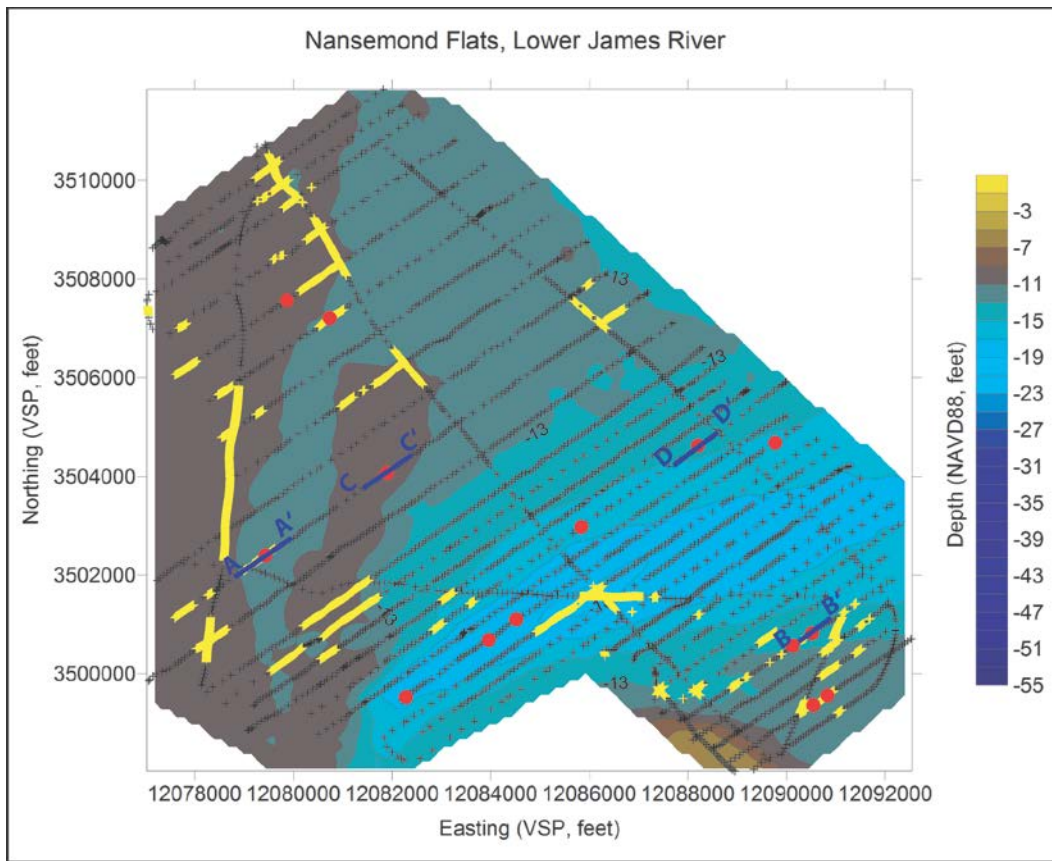 Nansemond Flats, Lower James River
3510000
3508000
3506000
3504000
3502000
3500000
Northing (VSP, feet)
12078000 12080000 12082000 12084000 12086000 12088000 12090000 12092000
Easting (VSP, feet)
-13
-13
-13
-13
-13
A A'
B B'
C C'
D D'
-3
-7
-11
-15
-19
-23
-27
-27
-31
-35
-39
-43
-47
-51
-55
Depth (NAVD88, feet)